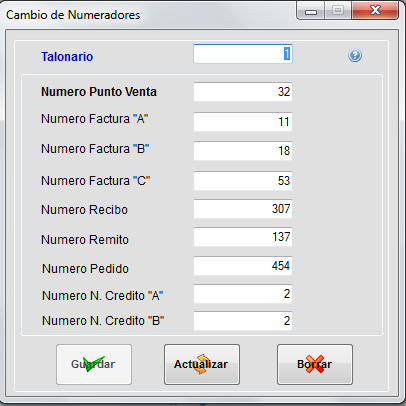 Cambio de Numeradores
Talonario 1
Numero Punto Venta 32
Numero Factura "A" 11
Numero Factura "B" 18
Numero Factura "C" 53
Numero Recibo 307
Numero Remito 137
Numero Pedido 454
Numero N. Credito "A" 2
Numero N. Credito "B" 2
Guardar Actualizar Borrar